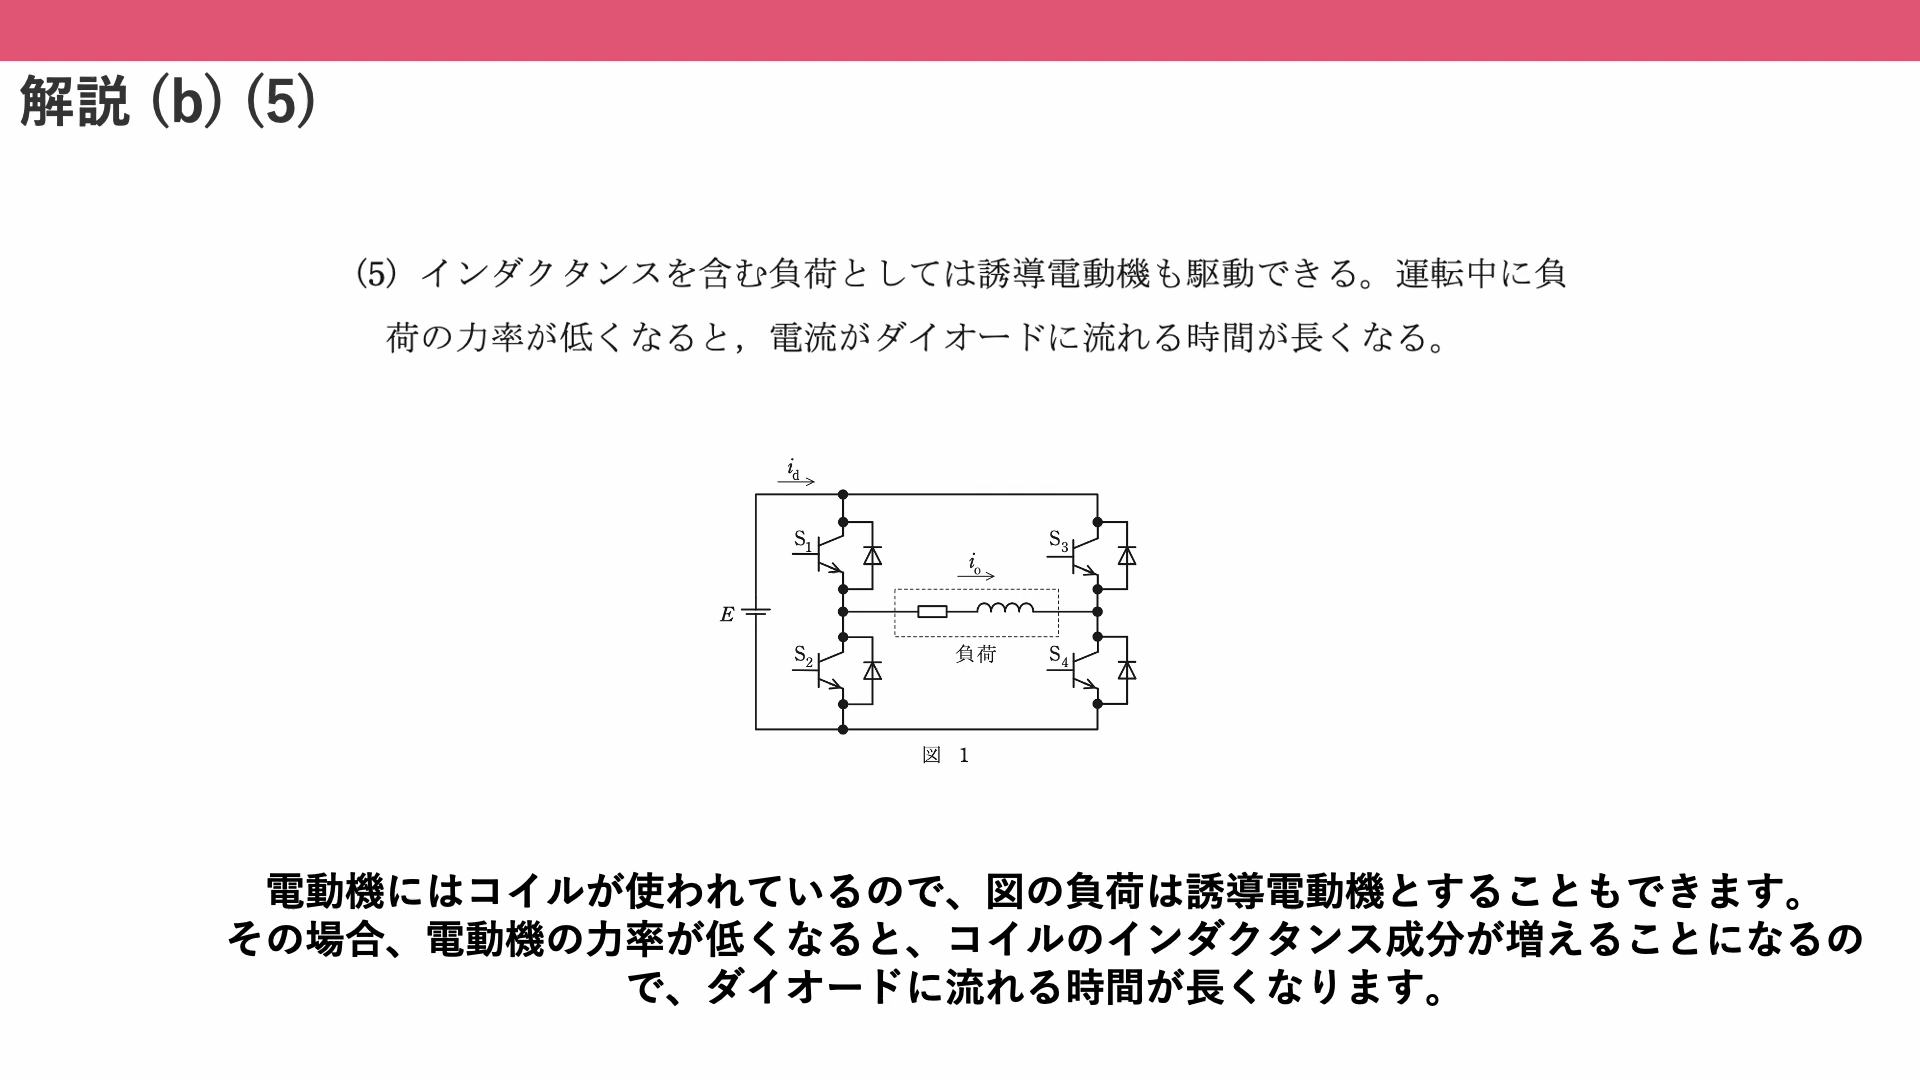 解説 (b) (5)
(5) インダクタンスを含む負荷としては誘導電動機も駆動できる。運転中に負
荷の力率が低くなると，電流がダイオードに流れる時間が長くなる。
id
S1
S3
io
E
負荷
S2
S4
図 1
電動機にはコイルが使われているので、図の負荷は誘導電動機とすることもできます。
その場合、電動機の力率が低くなると、コイルのインダクタンス成分が増えることになるの
で、ダイオードに流れる時間が長くなります。